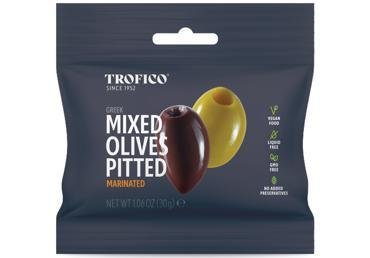 TROFICO®
SINCE 1952
GREEK
MIXED
OLIVES
PITTED
MARINATED
NET WT 1.06 OZ (30g) ℮
VEGAN
FOOD
LIQUID
FREE
GMO
FREE
NO ADDED
PRESERVATIVES